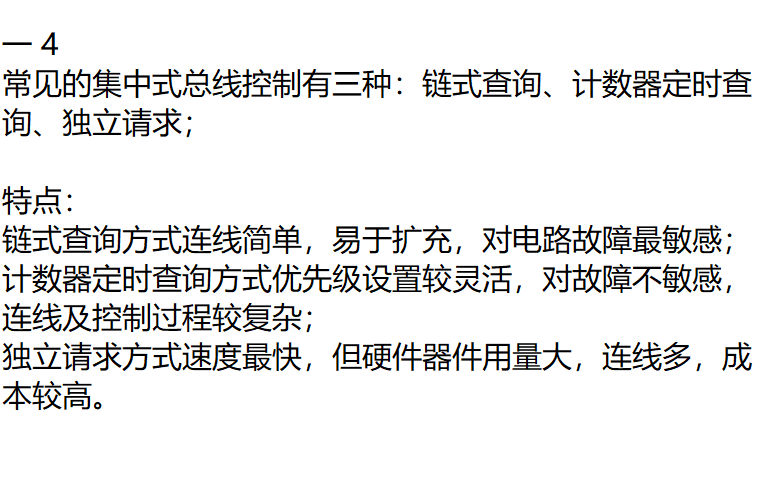 一 4
常见的集中式总线控制有三种：链式查询、计数器定时查
询、独立请求；
特点：
链式查询方式连线简单，易于扩充，对电路故障最敏感；
计数器定时查询方式优先级设置较灵活，对故障不敏感，
连线及控制过程较复杂；
独立请求方式速度最快，但硬件器件用量大，连线多，成
本较高。